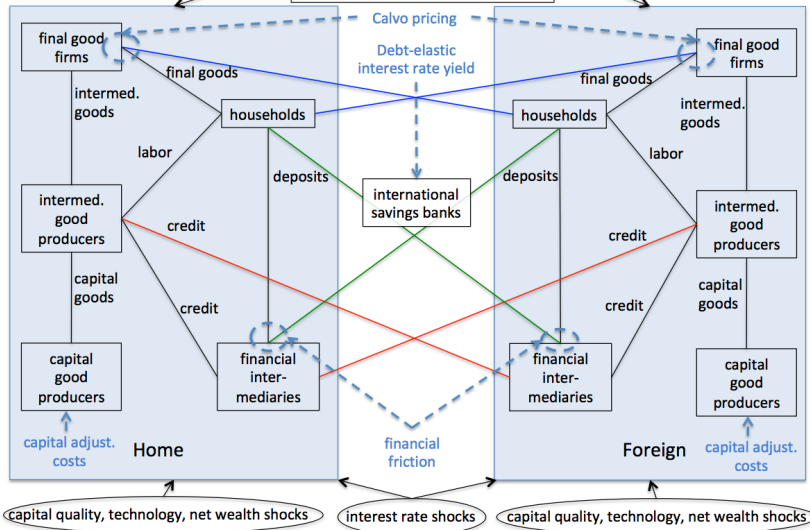 Calvo pricing
Debt-elastic
interest rate yield
final good
firms
final goods
intermed.
goods
households
labor
deposits
intermed.
good
producers
credit
capital
goods
credit
capital
good
producers
financial
inter-
mediaries
capital adjust.
costs
Home
international
savings banks
financial
friction
final good
firms
final goods
intermed.
goods
households
labor
deposits
intermed.
good
producers
credit
capital
goods
credit
financial
inter-
mediaries
capital
good
producers
Foreign
capital adjust.
costs
capital quality, technology, net wealth shocks
interest rate shocks
capital quality, technology, net wealth shocks